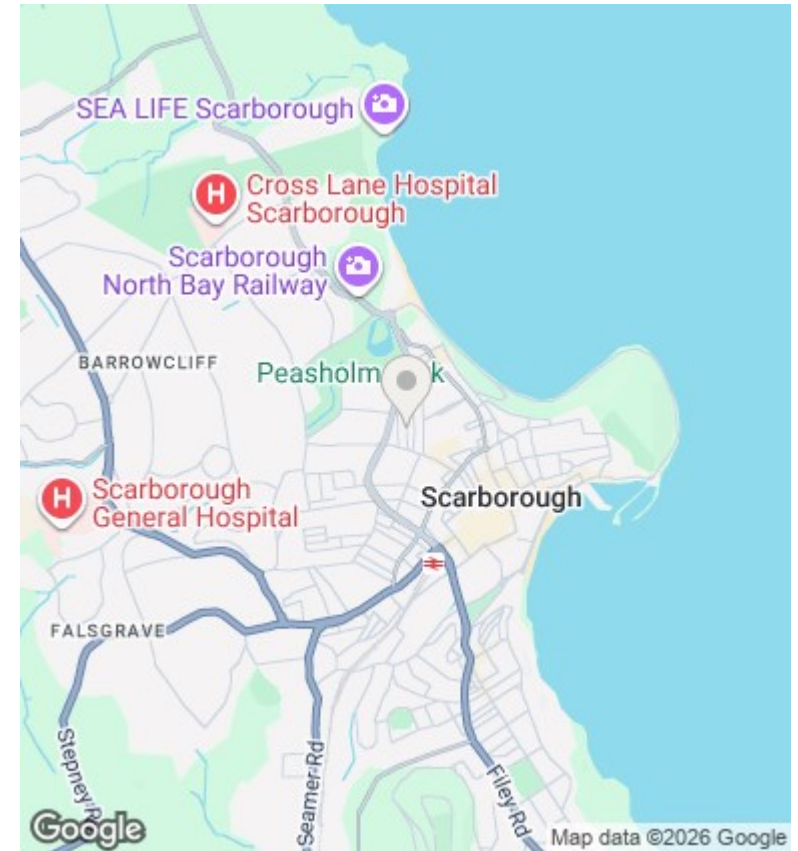 SEA LIFE Scarborough
Cross Lane Hospital
Scarborough
Scarborough
North Bay Railway
BARROWCLIFF
Peasholm k
Scarborough
General Hospital
Scarborough
FALSGRAVE
Stepney R
Seamer Rd
Filey Rd
Google
Map data ©2026 Google